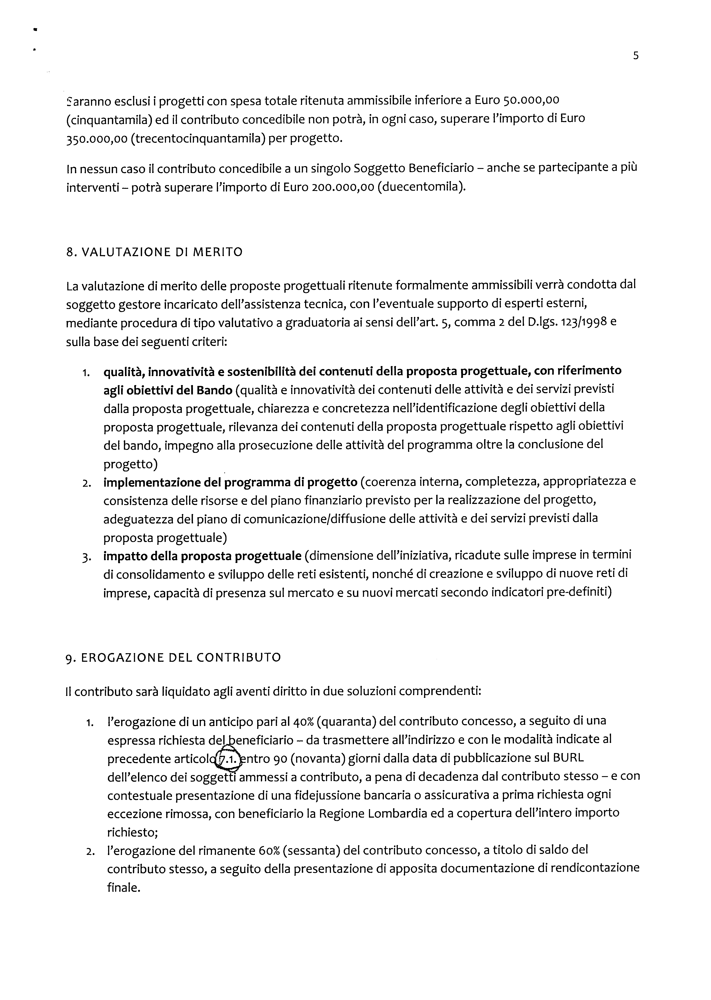 5
Saranno esclusi i progetti con spesa totale ritenuta ammissibile inferiore a Euro 50.000,00
(cinquantamila) ed il contributo concedibile non potrà, in ogni caso, superare l'importo di Euro
350.000,00 (trecentocinquantamila) per progetto.
In nessun caso il contributo concedibile a un singolo Soggetto Beneficiario – anche se partecipante a più
interventi – potrà superare l'importo di Euro 200.000,00 (duecentomila).
8. VALUTAZIONE DI MERITO
La valutazione di merito delle proposte progettuali ritenute formalmente ammissibili verrà condotta dal
soggetto gestore incaricato dell'assistenza tecnica, con l'eventuale supporto di esperti esterni,
mediante procedura di tipo valutativo a graduatoria ai sensi dell'art. 5, comma 2 del D.lgs. 123/1998 e
sulla base dei seguenti criteri:
1. qualità, innovatività e sostenibilità dei contenuti della proposta progettuale, con riferimento
agli obiettivi del Bando (qualità e innovatività dei contenuti delle attività e dei servizi previsti
dalla proposta progettuale, chiarezza e concretezza nell'identificazione degli obiettivi della
proposta progettuale, rilevanza dei contenuti della proposta progettuale rispetto agli obiettivi
del bando, impegno alla prosecuzione delle attività del programma oltre la conclusione del
progetto)
2. implementazione del programma di progetto (coerenza interna, completezza, appropriatezza e
consistenza delle risorse e del piano finanziario previsto per la realizzazione del progetto,
adeguatezza del piano di comunicazione/diffusione delle attività e dei servizi previsti dalla
proposta progettuale)
3. impatto della proposta progettuale (dimensione dell'iniziativa, ricadute sulle imprese in termini
di consolidamento e sviluppo delle reti esistenti, nonché di creazione e sviluppo di nuove reti di
imprese, capacità di presenza sul mercato e su nuovi mercati secondo indicatori pre-definiti)
9. EROGAZIONE DEL CONTRIBUTO
Il contributo sarà liquidato agli aventi diritto in due soluzioni comprendenti:
1. l'erogazione di un anticipo pari al 40% (quaranta) del contributo concesso, a seguito di una
espressa richiesta del beneficiario – da trasmettere all'indirizzo e con le modalità indicate al
precedente articolo 7.1. entro 90 (novanta) giorni dalla data di pubblicazione sul BURL
dell'elenco dei soggetti ammessi a contributo, a pena di decadenza dal contributo stesso – e con
contestuale presentazione di una fidejussione bancaria o assicurativa a prima richiesta ogni
eccezione rimossa, con beneficiario la Regione Lombardia ed a copertura dell'intero importo
richiesto;
2. l'erogazione del rimanente 60% (sessanta) del contributo concesso, a titolo di saldo del
contributo stesso, a seguito della presentazione di apposita documentazione di rendicontazione
finale.